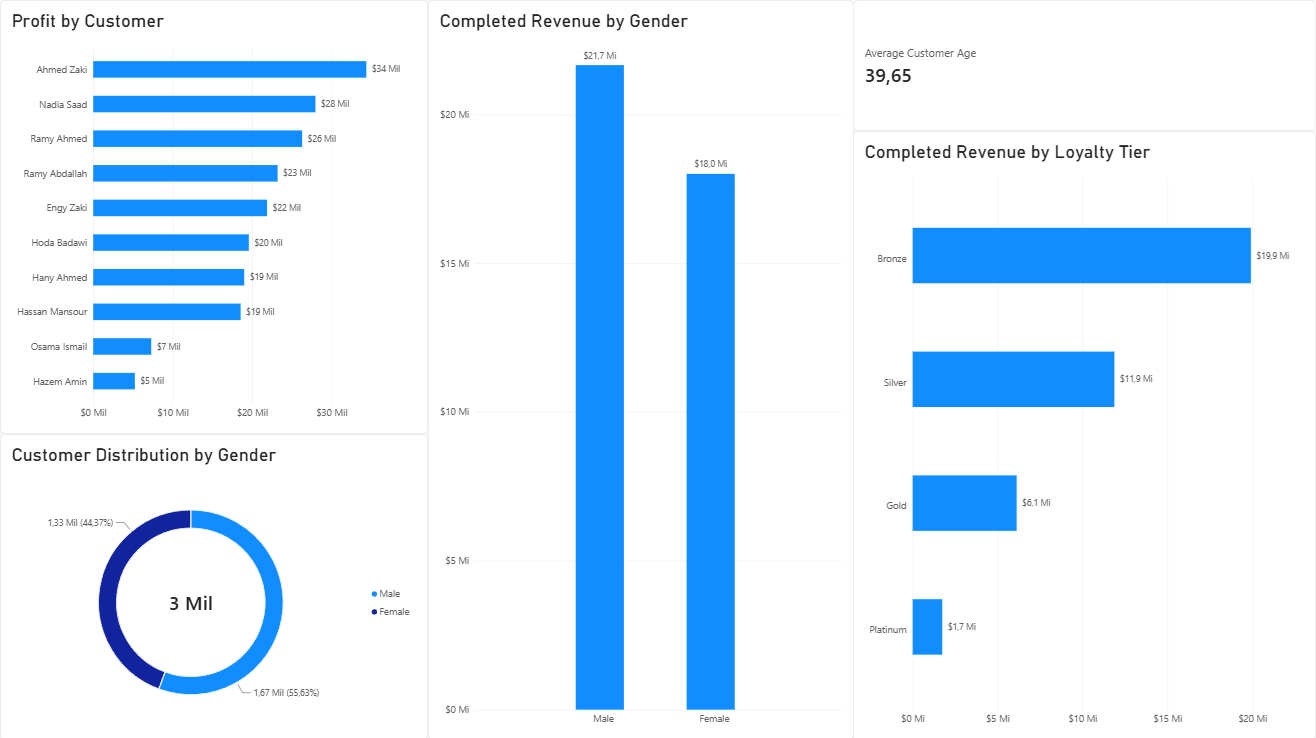 Profit by Customer
Ahmed Zaki $34 Mil
Nadia Saad $28 Mil
Ramy Ahmed $26 Mil
Ramy Abdallah $23 Mil
Engy Zaki $22 Mil
Hoda Badawi $20 Mil
Hany Ahmed $19 Mil
Hassan Mansour $19 Mil
Osama Ismail $7 Mil
Hazem Amin $5 Mil
$0 Mil $10 Mil $20 Mil $30 Mil
Customer Distribution by Gender
1,33 Mil (44,37%)
3 Mil
Male
Female
1,67 Mil (55,63%)
Completed Revenue by Gender
$21,7 Mi
$20 Mi
$18,0 Mi
$15 Mi
$10 Mi
$5 Mi
$0 Mi
Male Female
Average Customer Age
39,65
Completed Revenue by Loyalty Tier
Bronze $19,9 Mi
Silver $11,9 Mi
Gold $6,1 Mi
Platinum $1,7 Mi
$0 Mi $5 Mi $10 Mi $15 Mi $20 Mi